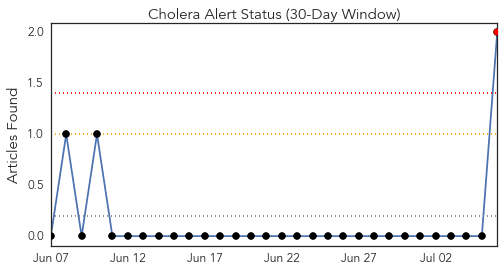 Cholera Alert Status (30-Day Window)
Articles Found
2.0
1.5
1.0
0.5
0.0
Jun 07 Jun 12 Jun 17 Jun 22 Jun 27 Jul 02